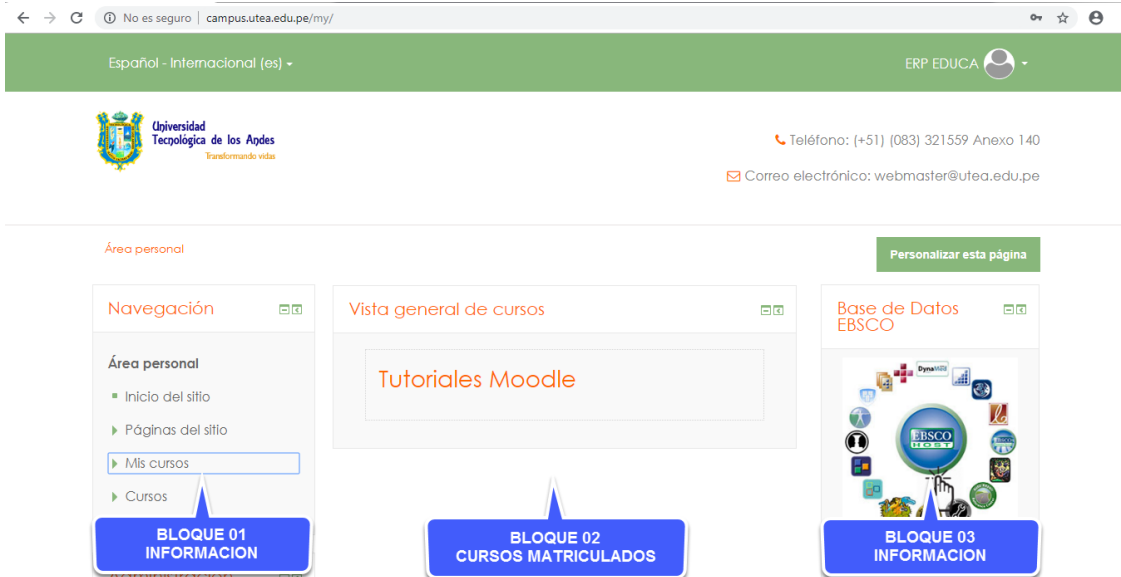 No es seguro | campus.utea.edu.pe/my/
Español - Internacional (es)
ERP EDUCA
Universidad
Tecnológica de los Andes
Transformando vidas
Teléfono: (+51) (083) 321559 Anexo 140
Correo electrónico: webmaster@utea.edu.pe
Área personal
Personalizar esta página
Navegación
Área personal
Inicio del sitio
Páginas del sitio
Mis cursos
Cursos
BLOQUE 01
INFORMACION
Administración
Vista general de cursos
Tutoriales Moodle
BLOQUE 02
CURSOS MATRICULADOS
Base de Datos
EBSCO
DynaMed
EBSCO
HOST
BLOQUE 03
INFORMACION